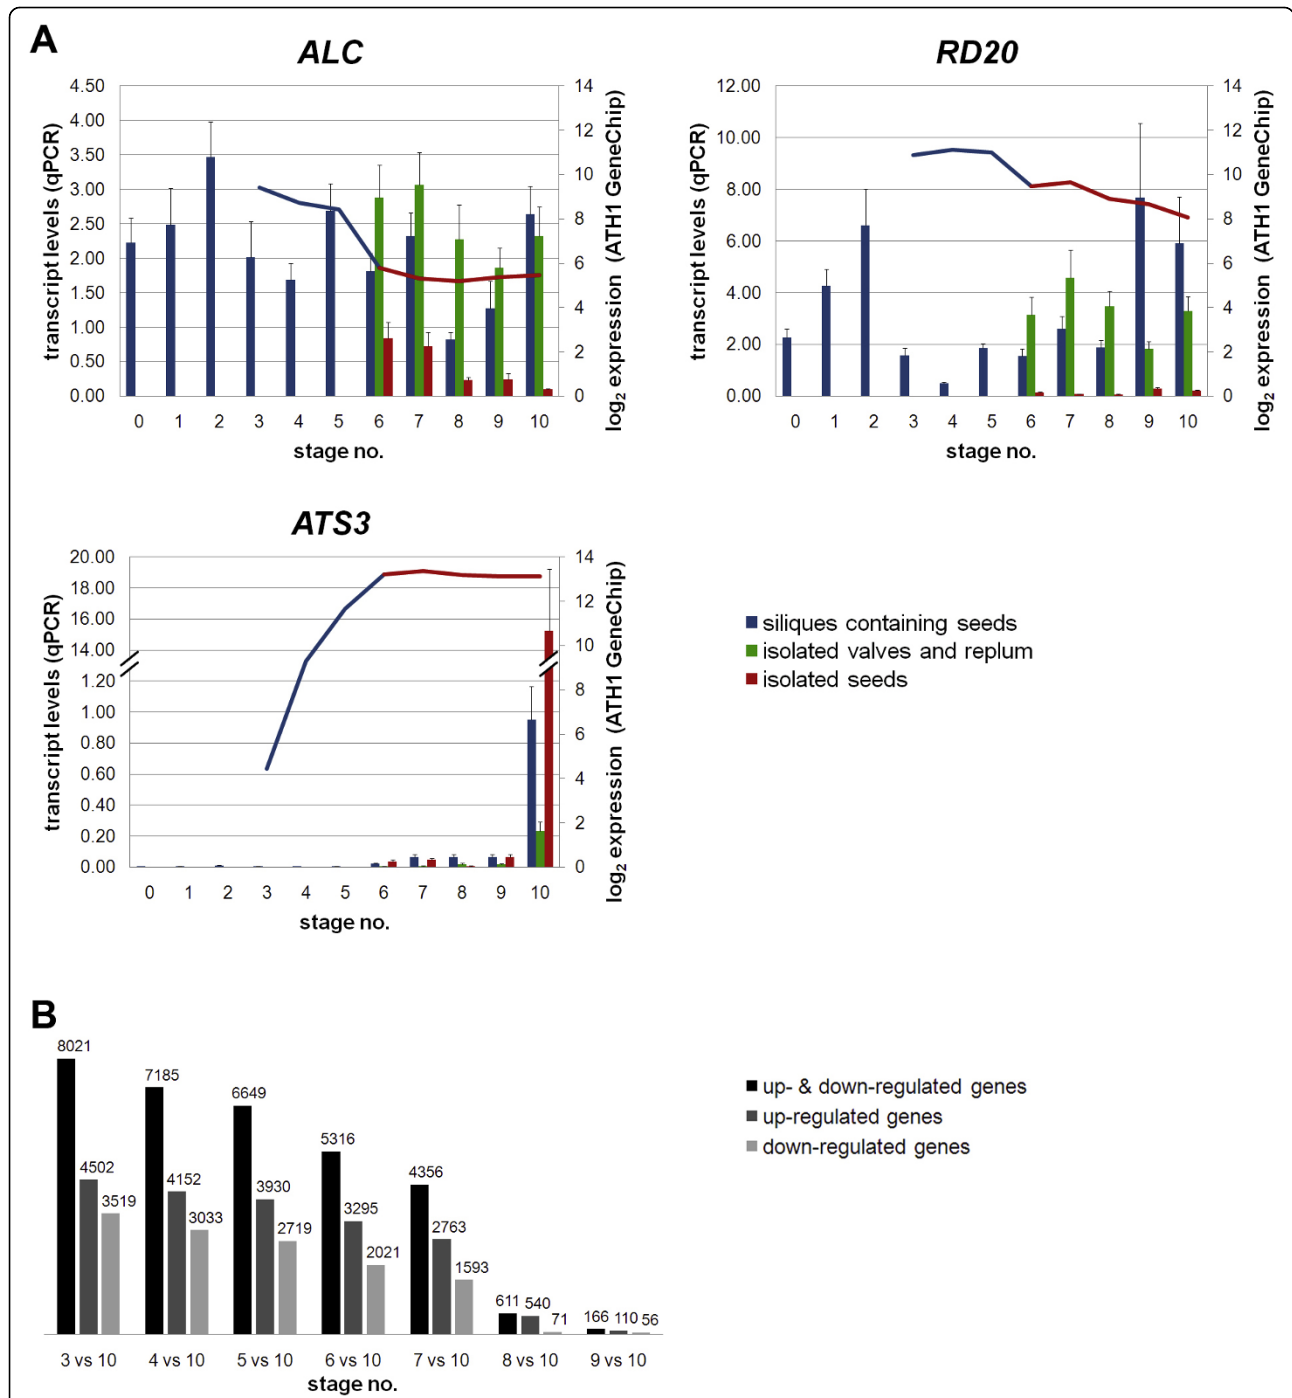 A
ALC
transcript levels (qPCR)
4.50
4.00
3.50
3.00
2.50
2.00
1.50
1.00
0.50
0.00
14
12
10
8
6
4
2
0
log2 expression (ATH1 GeneChip)
0 1 2 3 4 5 6 7 8 9 10
stage no.
RD20
transcript levels (qPCR)
12.00
10.00
8.00
6.00
4.00
2.00
0.00
14
12
10
8
6
4
2
0
log2 expression (ATH1 GeneChip)
0 1 2 3 4 5 6 7 8 9 10
stage no.
ATS3
transcript levels (qPCR)
20.00
18.00
16.00
14.00
1.20
1.00
0.80
0.60
0.40
0.20
0.00
14
12
10
8
6
4
2
0
log2 expression (ATH1 GeneChip)
0 1 2 3 4 5 6 7 8 9 10
stage no.
siliques containing seeds
isolated valves and replum
isolated seeds
B
8021 4502 3519
7185 4152 3033
6649 3930 2719
5316 3295 2021
4356 2763 1593
611 540 71
166 110 56
3 vs 10 4 vs 10 5 vs 10 6 vs 10 7 vs 10 8 vs 10 9 vs 10
stage no.
up- & down-regulated genes
up-regulated genes
down-regulated genes